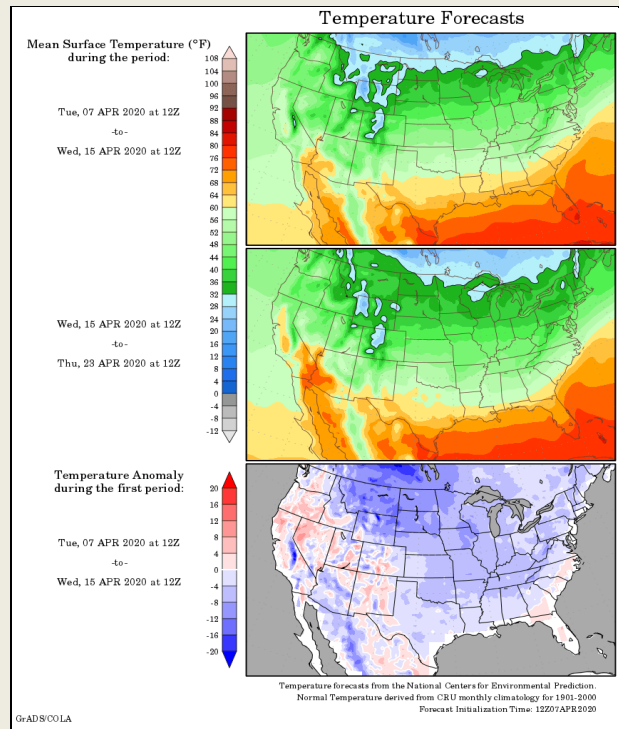 Temperature Forecasts
Mean Surface Temperature (°F)
during the period:
Tue, 07 APR 2020 at 12Z
-to-
Wed, 15 APR 2020 at 12Z
108
104
100
96
92
88
84
80
76
72
68
64
60
56
52
48
44
40
36
32
28
24
20
16
12
8
4
0
-4
-8
-12
Wed, 15 APR 2020 at 12Z
-to-
Thu, 23 APR 2020 at 12Z
Temperature Anomaly
during the first period:
Tue, 07 APR 2020 at 12Z
-to-
Wed, 15 APR 2020 at 12Z
20
16
12
8
4
0
-4
-8
-12
-16
-20
Temperature forecasts from the National Centers for Environmental Prediction.
Normal Temperature derived from CRU monthly climatology for 1901-2000
Forecast Initialization Time: 12Z07APR2020
GrADS/COLA